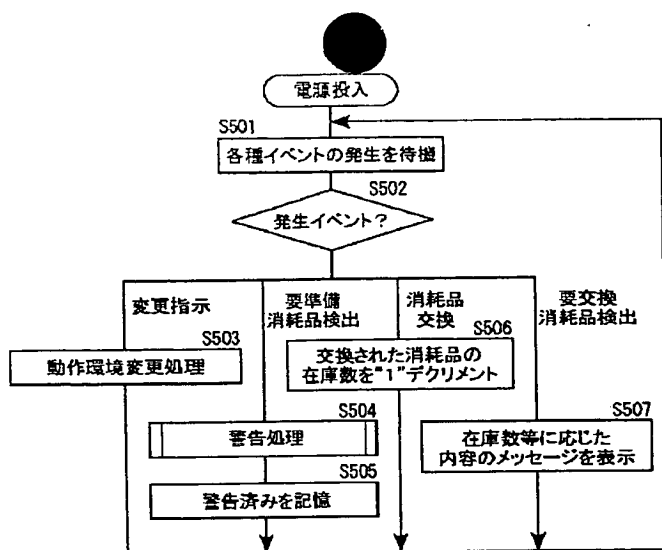 電源投入
S501
各種イベントの発生を待機
S502
発生イベント?
変更指示
要準備
消耗品検出
消耗品
交換
要交換
消耗品検出
S503
動作環境変更処理
S506
交換された消耗品の
在庫数を"1"デクリメント
S504
警告処理
S505
警告済みを記憶
S507
在庫数等に応じた
内容のメッセージを表示